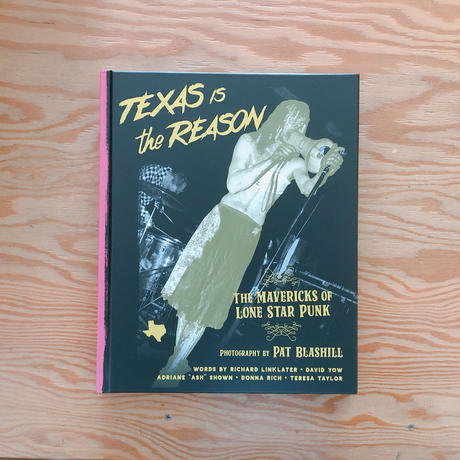 TEXAS IS
the REASON
THE MAVERICKS OF
LONE STAR PUNK
PHOTOGRAPHY BY PAT BLASHILL
WORDS BY RICHARD LINKLATER • DAVID YOW
ADRIANE "ASH" SHOWN • DONNA RICH • TERESA TAYLOR